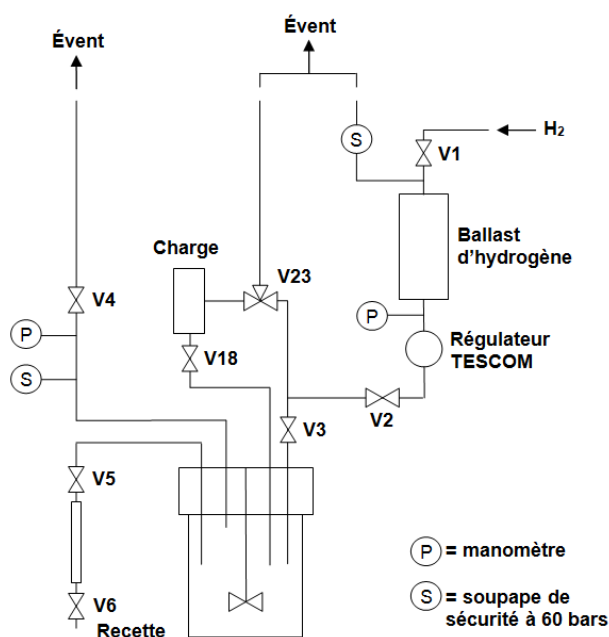 Évent
Évent
S
H2
V1
Charge
Ballast
d'hydrogène
V23
V4
P
P
V18
Régulateur
TESCOM
S
V2
V3
V5
P = manomètre
S = soupape de
sécurité à 60 bars
V6
Recette